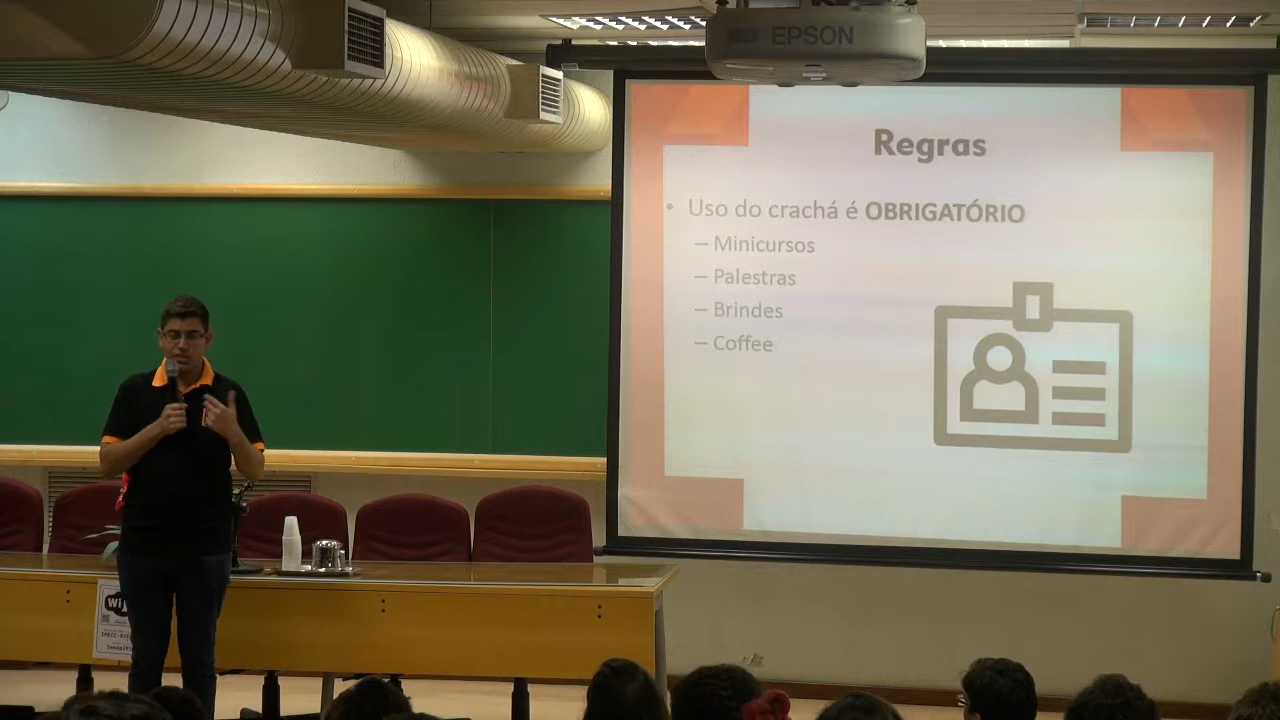 EPSON
Regras
• Uso do crachá é OBRIGATÓRIO
– Minicursos
– Palestras
– Brindes
– Coffee